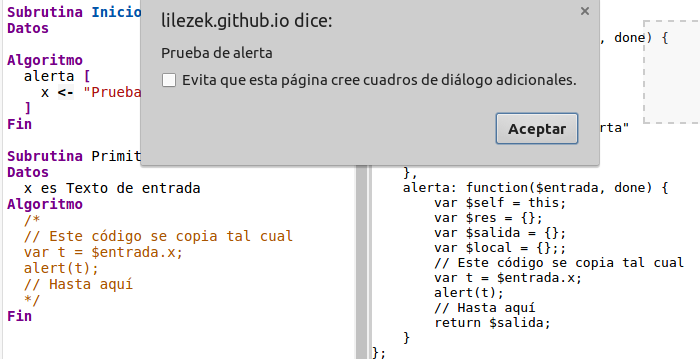 Subrutina Inicio
Datos
Algoritmo
alerta [
x <- "Prueba
]
Fin
Subrutina Primit
Datos
x es Texto de entrada
Algoritmo
/*
// Este código se copia tal cual
var t = $entrada.x;
alert(t);
// Hasta aquí
*/
Fin
lilezek.github.io dice:
×
Prueba de alerta
Evita que esta página cree cuadros de diálogo adicionales.
Aceptar
, done) {
rta"
},
alerta: function($entrada, done) {
var $self = this;
var $res = {};
var $salida = {};
var $local = {};;
// Este código se copia tal cual
var t = $entrada.x;
alert(t);
// Hasta aquí
return $salida;
}
};